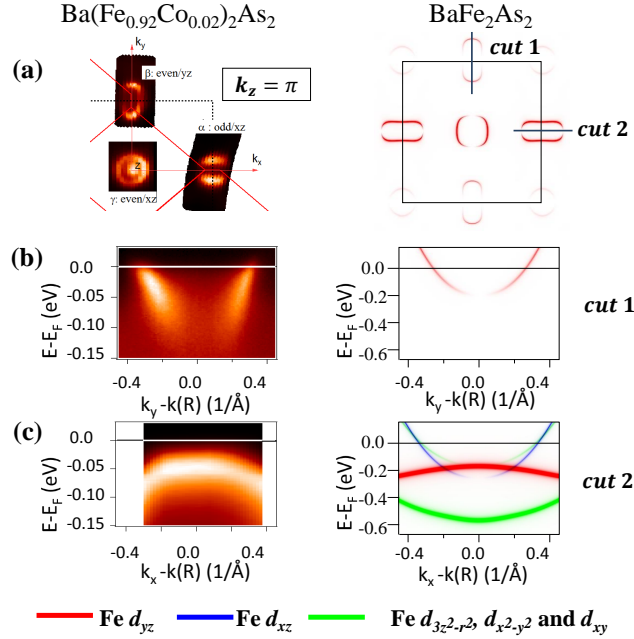 Ba(Fe0.92Co0.02)2As2
BaFe2As2
(a)
ky
β: even/yz
kz = π
α : odd/xz
kx
z
γ: even/xz
cut 1
cut 2
(b)
E-EF (eV)
0.0
-0.05
-0.10
-0.15
-0.4
0.0
0.4
ky -k(R) (1/Å)
E-EF (eV)
0.0
-0.2
-0.4
-0.6
-0.4
0.0
0.4
ky -k(R) (1/Å)
cut 1
(c)
E-EF (eV)
0.0
-0.05
-0.10
-0.15
-0.4
0.0
0.4
kx -k(R) (1/Å)
E-EF (eV)
-0.0
-0.2
-0.4
-0.6
-0.4
0.0
0.4
kx -k(R) (1/Å)
cut 2
Fe dyz
Fe dxz
Fe d3z²-r², dx²-y² and dxy